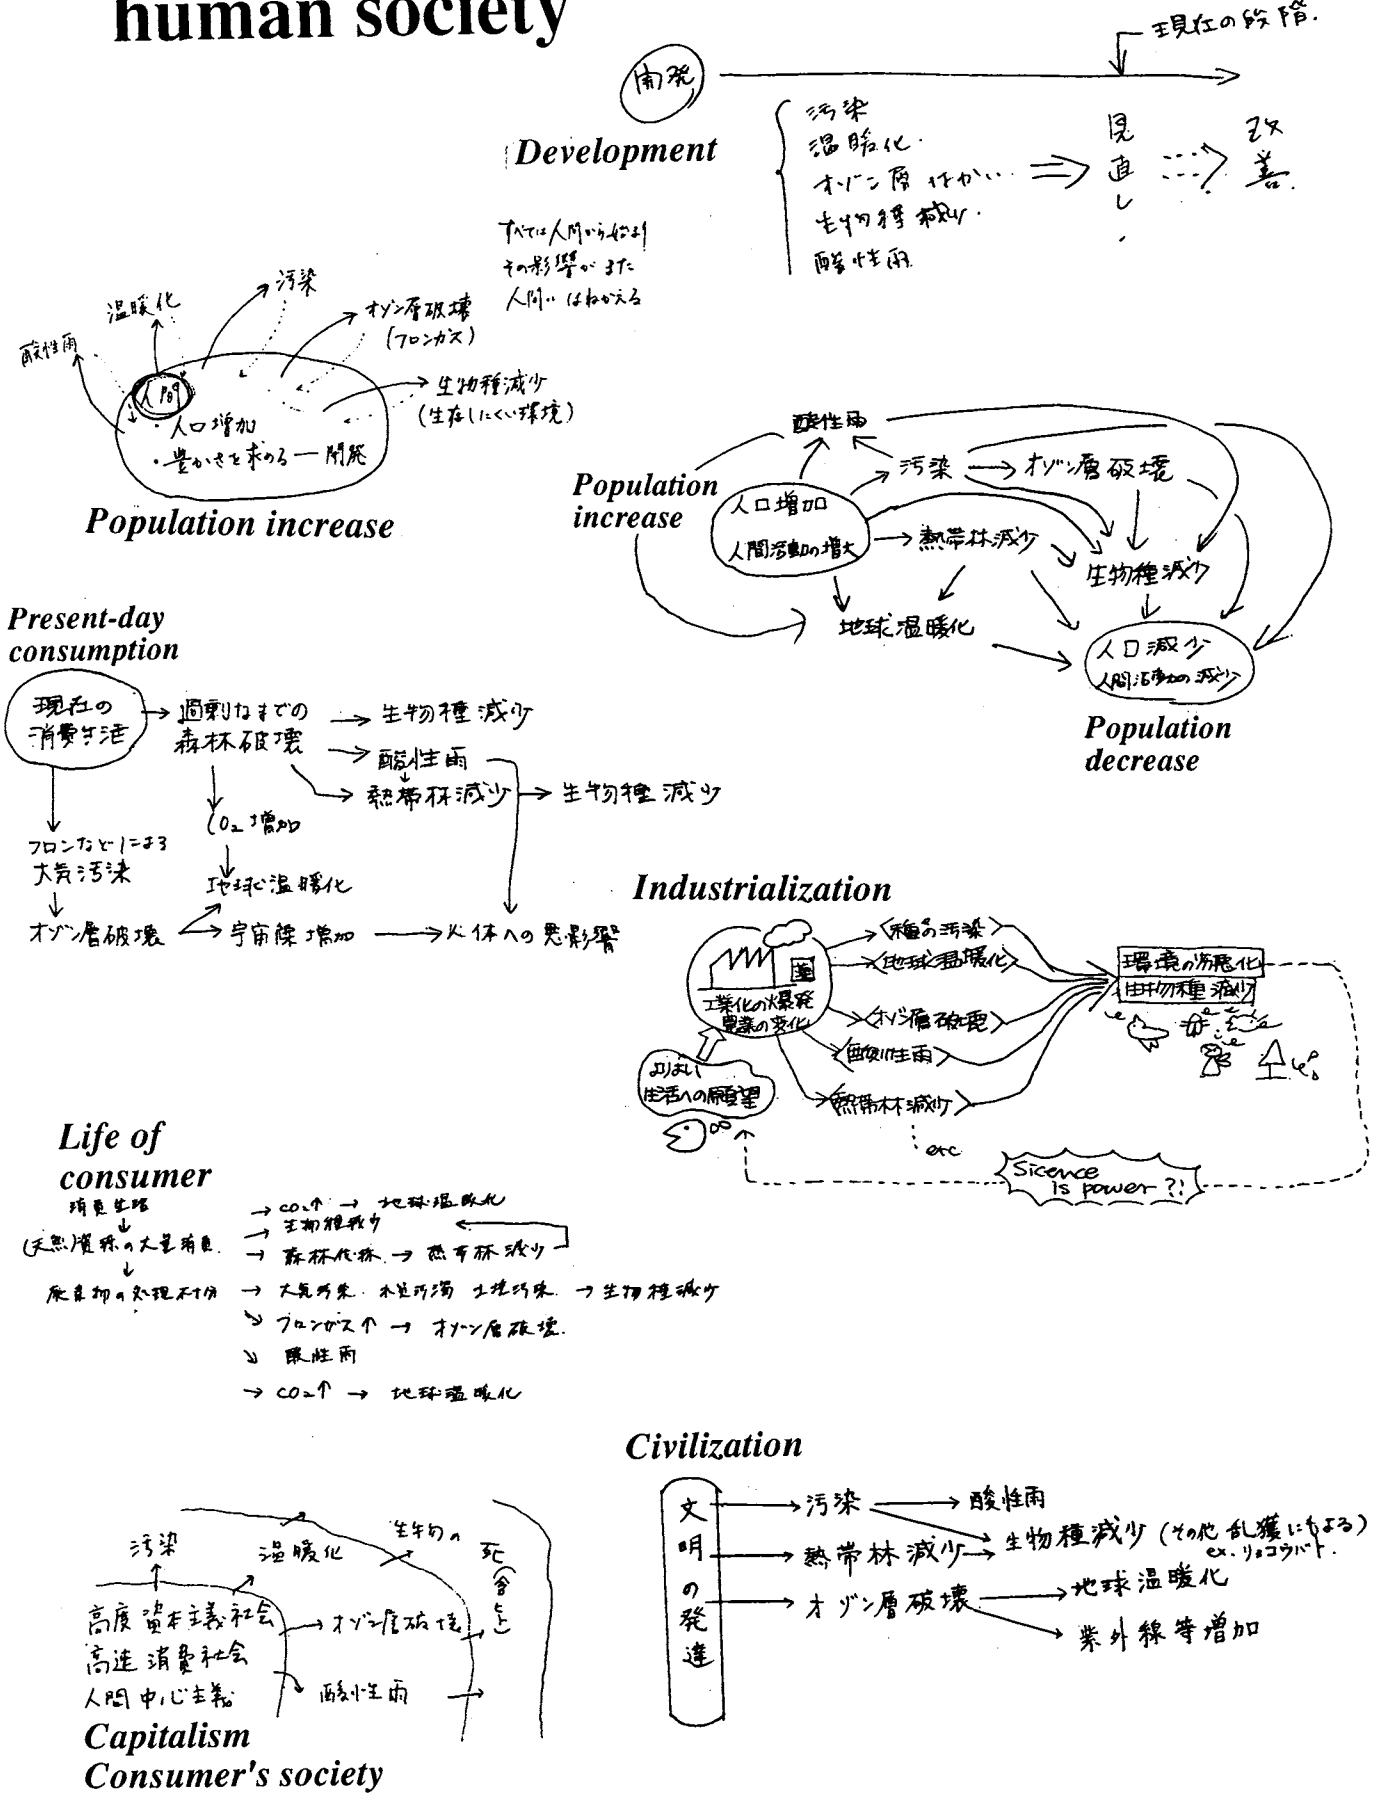 human society
現在の段階.
開発
Development
汚染
温暖化.
オゾン層はかい.
生物種減少.
酸性雨
見直し.
改善.
すべては人間から始まり
その影響がまた
人間にはねかえる
汚染
温暖化
酸性雨
オゾン層破壊
(フロンガス)
生物種減少
(生存しにくい環境)
人間
・人口増加
・豊かさを求める―開発
Population increase
Population
increase
酸性雨
汚染
オゾン層破壊
人口増加
人間活動の増大
熱帯林減少
生物種減少
地球温暖化
人口減少
人間活動の減少
Population
decrease
Present-day
consumption
現在の
消費生活
過剰なまでの
森林破壊
生物種減少
酸性雨
熱帯林減少
生物種減少
CO₂増加
フロンなどによる
大気汚染
地球温暖化
オゾン層破壊
宇宙線増加
人体への悪影響
Industrialization
工業化の爆発
農業の変化
よりよい
生活への願望
<種の汚染>
<地球温暖化>
<オゾン層破壊>
<酸性雨>
<熱帯林減少>
etc
環境の劣悪化
生物種減少
Sicence
is power?!
Life of
consumer
消費生活
(天然)資源の大量消費
廃棄物の処理不十分
→ CO₂↑ → 地球温暖化
→ 生物種減少
→ 森林伐採 → 熱帯林減少
→ 大気汚染 水質汚濁 土壌汚染 → 生物種減少
↘ フロンガス↑ → オゾン層破壊.
↘ 酸性雨
→ CO₂↑ → 地球温暖化
Civilization
文明の発達
汚染
酸性雨
熱帯林減少
生物種減少 (その他 乱獲にもよる)
ex. リョコウバト.
オゾン層破壊
地球温暖化
紫外線等増加
汚染
温暖化
生物の
死
(含ヒト)
高度資本主義社会
高速消費社会
人間中心主義
オゾン層破壊
酸性雨
Capitalism
Consumer's society